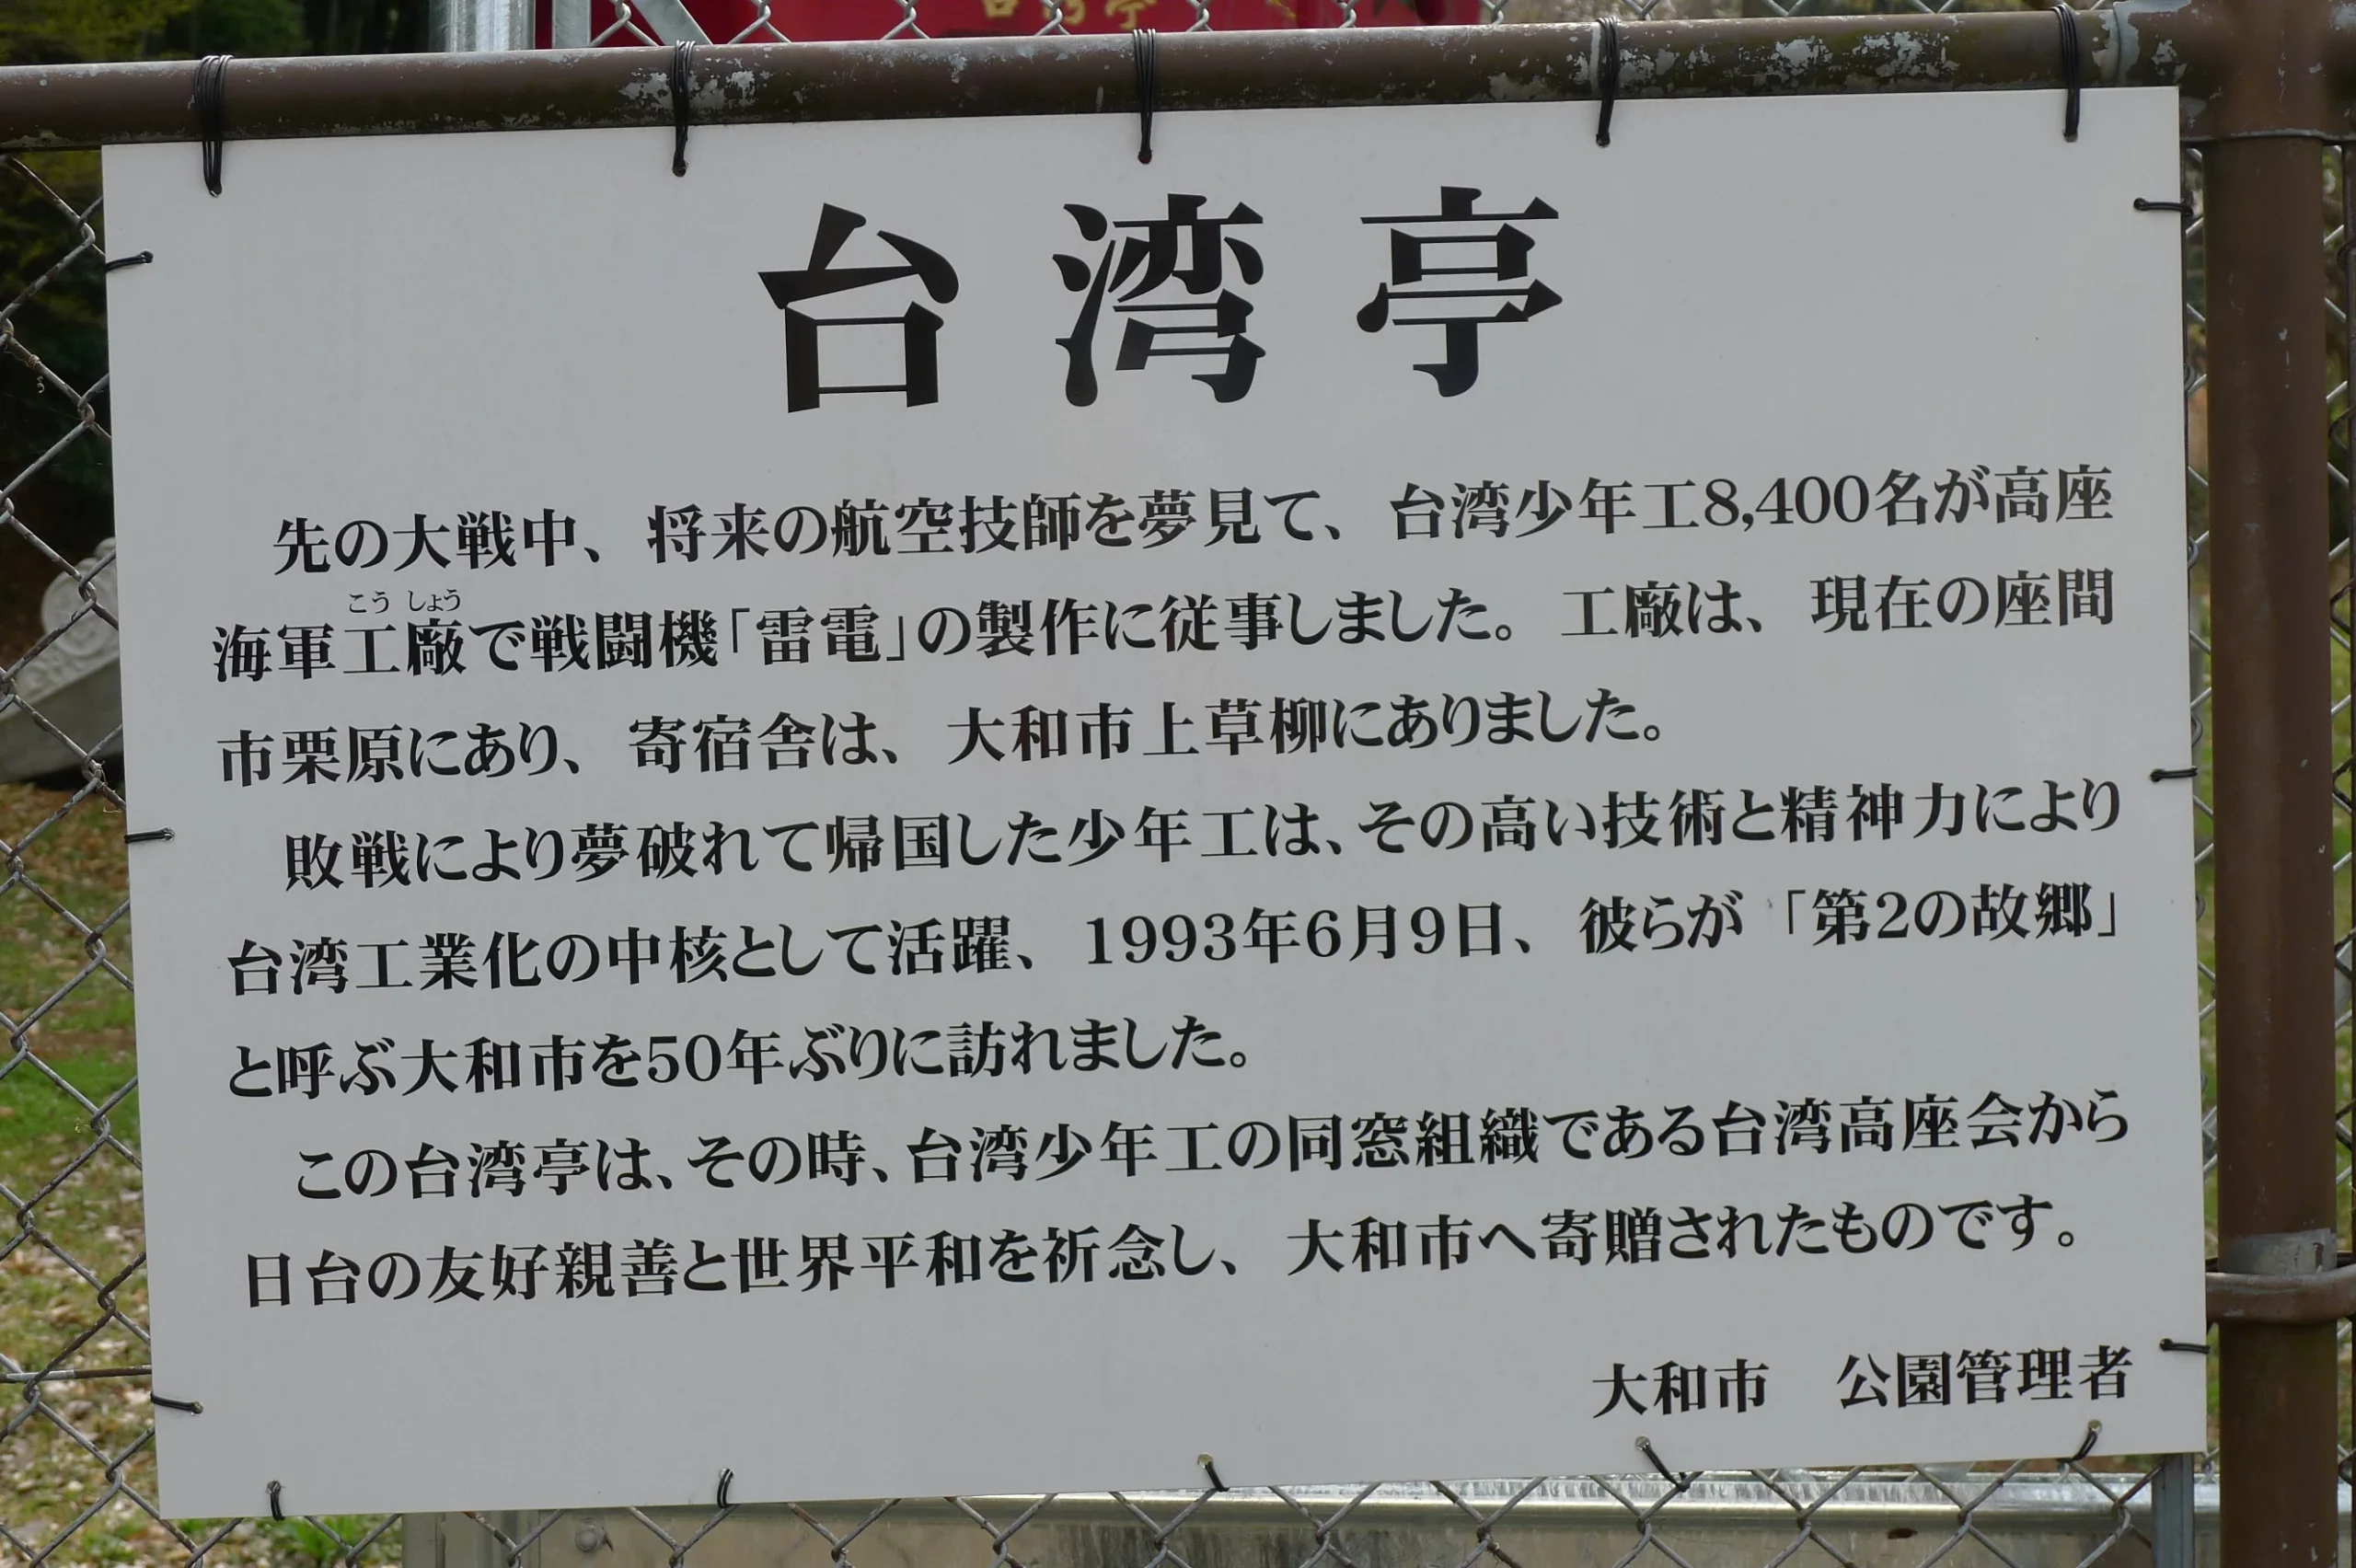 台湾亭
台湾亭
先の大戦中、将来の航空技師を夢見て、台湾少年工8,400名が高座
こうしょう
海軍工廠で戦闘機「雷電」の製作に従事しました。工廠は、現在の座間
市栗原にあり、寄宿舎は、大和市上草柳にありました。
敗戦により夢破れて帰国した少年工は、その高い技術と精神力により
台湾工業化の中核として活躍、1993年6月9日、彼らが「第2の故郷」
と呼ぶ大和市を50年ぶりに訪れました。
この台湾亭は、その時、台湾少年工の同窓組織である台湾高座会から
日台の友好親善と世界平和を祈念し、大和市へ寄贈されたものです。
大和市　公園管理者